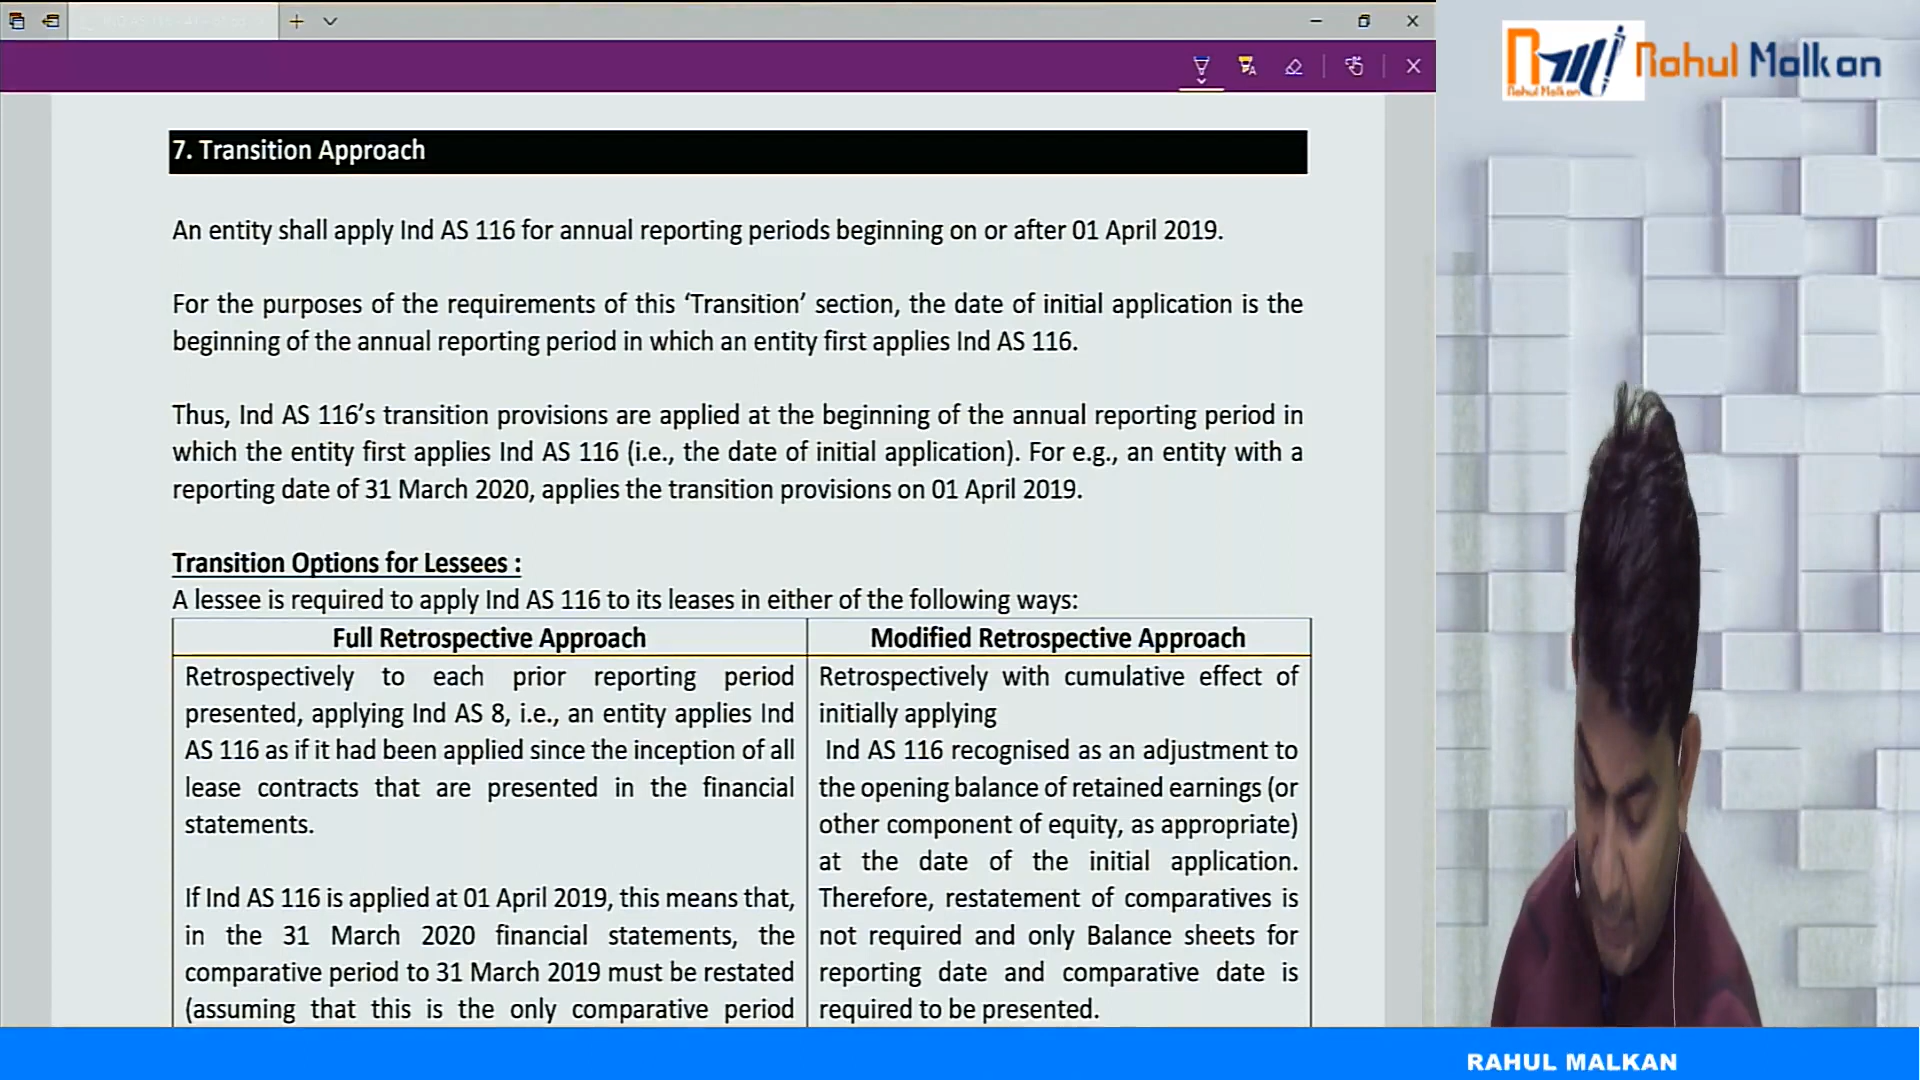 Rahul Malkan
Rahul Malkan
7. Transition Approach
An entity shall apply Ind AS 116 for annual reporting periods beginning on or after 01 April 2019.
For the purposes of the requirements of this ‘Transition’ section, the date of initial application is the
beginning of the annual reporting period in which an entity first applies Ind AS 116.
Thus, Ind AS 116’s transition provisions are applied at the beginning of the annual reporting period in
which the entity first applies Ind AS 116 (i.e., the date of initial application). For e.g., an entity with a
reporting date of 31 March 2020, applies the transition provisions on 01 April 2019.
Transition Options for Lessees :
A lessee is required to apply Ind AS 116 to its leases in either of the following ways:
Full Retrospective Approach
Retrospectively to each prior reporting period
presented, applying Ind AS 8, i.e., an entity applies Ind
AS 116 as if it had been applied since the inception of all
lease contracts that are presented in the financial
statements.
If Ind AS 116 is applied at 01 April 2019, this means that,
in the 31 March 2020 financial statements, the
comparative period to 31 March 2019 must be restated
(assuming that this is the only comparative period
Modified Retrospective Approach
Retrospectively with cumulative effect of
initially applying
Ind AS 116 recognised as an adjustment to
the opening balance of retained earnings (or
other component of equity, as appropriate)
at the date of the initial application.
Therefore, restatement of comparatives is
not required and only Balance sheets for
reporting date and comparative date is
required to be presented.
RAHUL MALKAN